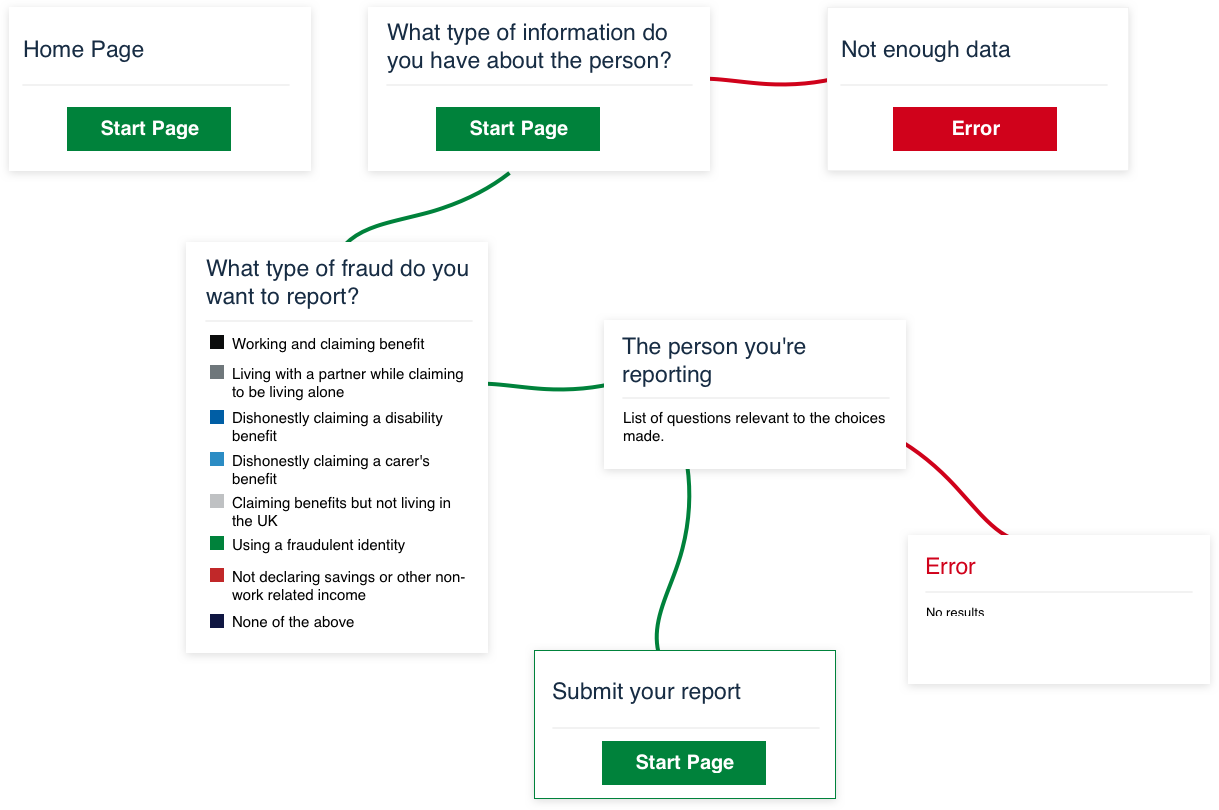 Home Page
Start Page
What type of information do
you have about the person?
Start Page
Not enough data
Error
What type of fraud do you
want to report?
Working and claiming benefit
Living with a partner while claiming
to be living alone
Dishonestly claiming a disability
benefit
Dishonestly claiming a carer's
benefit
Claiming benefits but not living in
the UK
Using a fraudulent identity
Not declaring savings or other non-
work related income
None of the above
The person you're
reporting
List of questions relevant to the choices
made.
Error
No results
Submit your report
Start Page